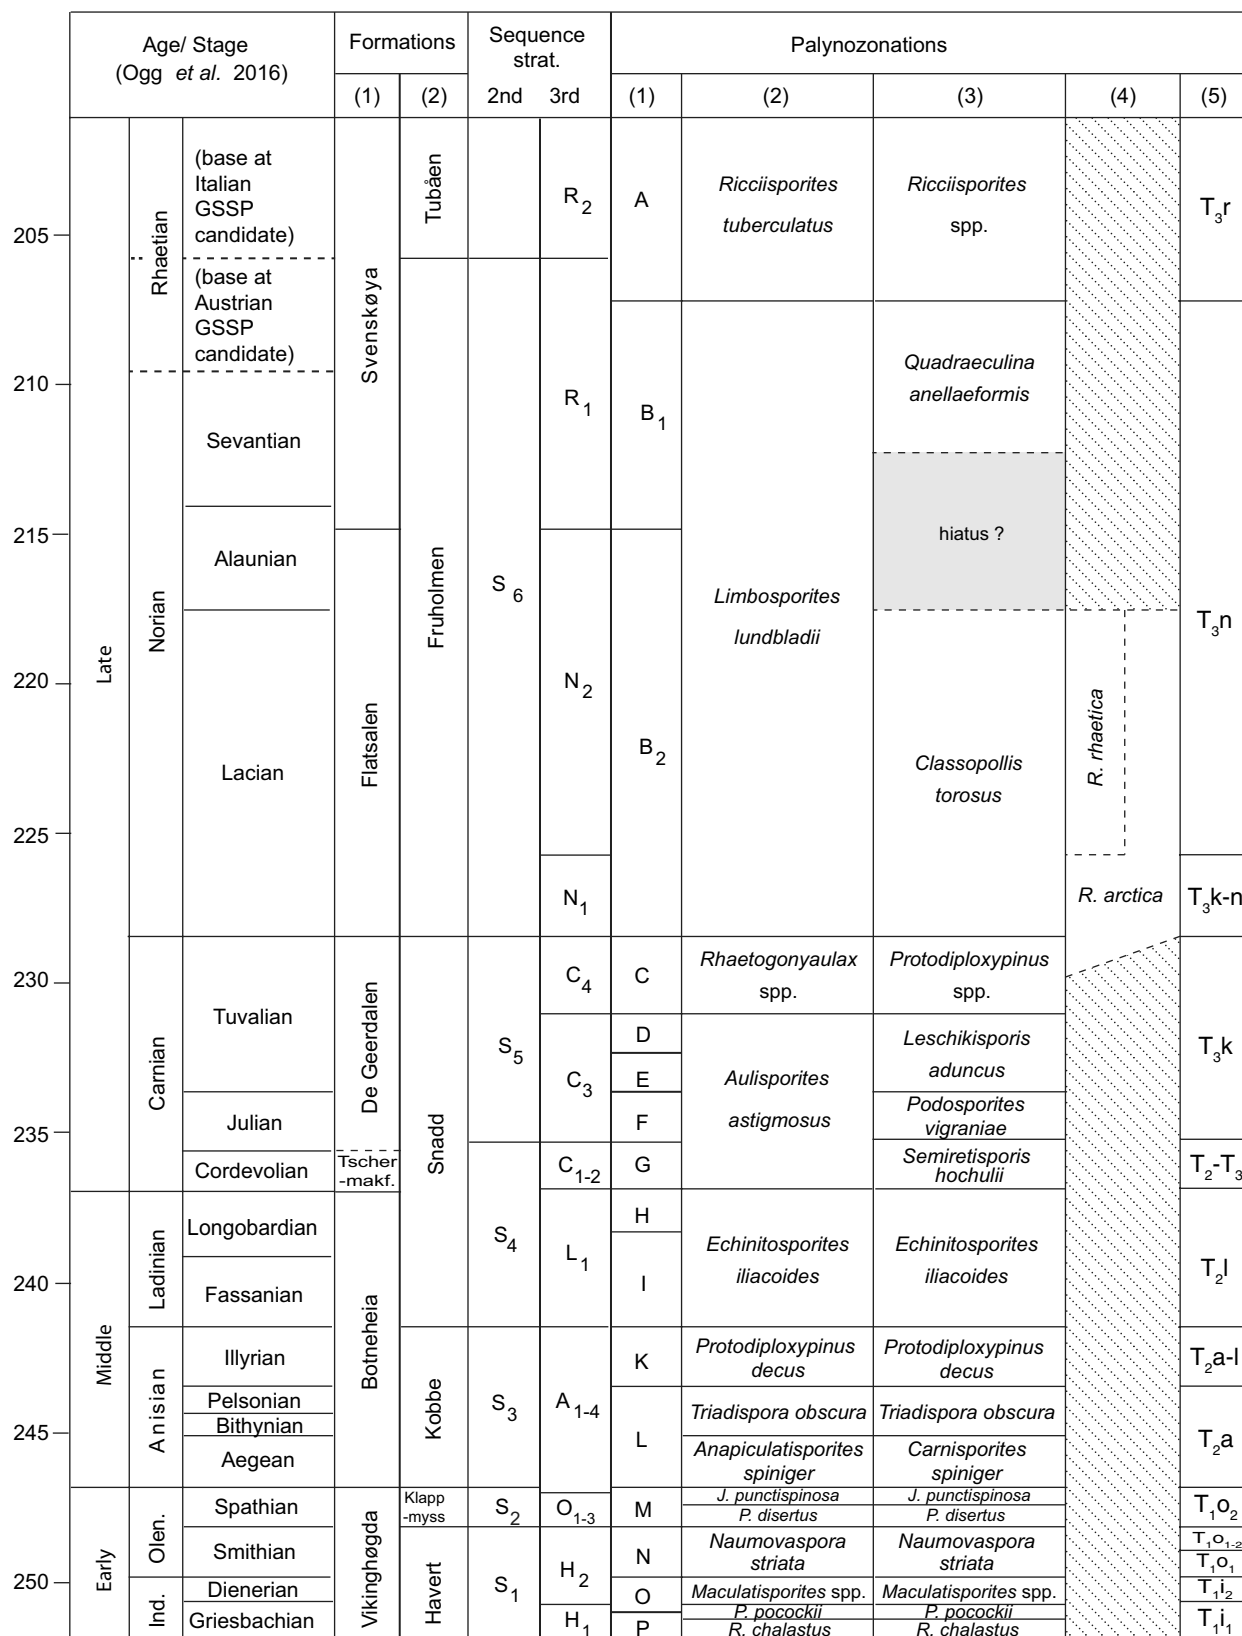 Age/ Stage
(Ogg et al. 2016)
Formations
Sequence
strat.
Palynozonations
(1)
(2)
2nd
3rd
(1)
(2)
(3)
(4)
(5)
205
210
215
220
225
230
235
240
245
250
Late
Middle
Early
Rhaetian
Norian
Carnian
Ladinian
Anisian
Olen.
Ind.
(base at
Italian
GSSP
candidate)
(base at
Austrian
GSSP
candidate)
Sevantian
Alaunian
Lacian
Tuvalian
Julian
Cordevolian
Longobardian
Fassanian
Illyrian
Pelsonian
Bithynian
Aegean
Spathian
Smithian
Dienerian
Griesbachian
Svenskøya
Flatsalen
De Geerdalen
Tscher
-makf.
Botneheia
Vikinghøgda
Tubåen
Fruholmen
Snadd
Kobbe
Klapp
-myss
Havert
S6
S5
S4
S3
S2
S1
R2
R1
N2
N1
C4
C3
C1-2
L1
A1-4
O1-3
H2
H1
A
B1
B2
C
D
E
F
G
H
I
K
L
M
N
O
P
Ricciisporites
tuberculatus
Limbosporites
lundbladii
Rhaetogonyaulax
spp.
Aulisporites
astigmosus
Echinitosporites
iliacoides
Protodiploxypinus
decus
Triadispora obscura
Anapiculatisporites
spiniger
J. punctispinosa
P. disertus
Naumovaspora
striata
Maculatisporites spp.
P. pocockii
R. chalastus
Ricciisporites
spp.
Quadraeculina
anellaeformis
hiatus ?
Classopollis
torosus
Protodiploxypinus
spp.
Leschikisporis
aduncus
Podosporites
vigraniae
Semiretisporis
hochulii
Echinitosporites
iliacoides
Protodiploxypinus
decus
Triadispora obscura
Carnisporites
spiniger
J. punctispinosa
P. disertus
Naumovaspora
striata
Maculatisporites spp.
P. pocockii
R. chalastus
R. rhaetica
R. arctica
T3r
T3n
T3k-n
T3k
T2-T3
T2l
T2a-l
T2a
T1o2
T1o1-2
T1o1
T1i2
T1i1